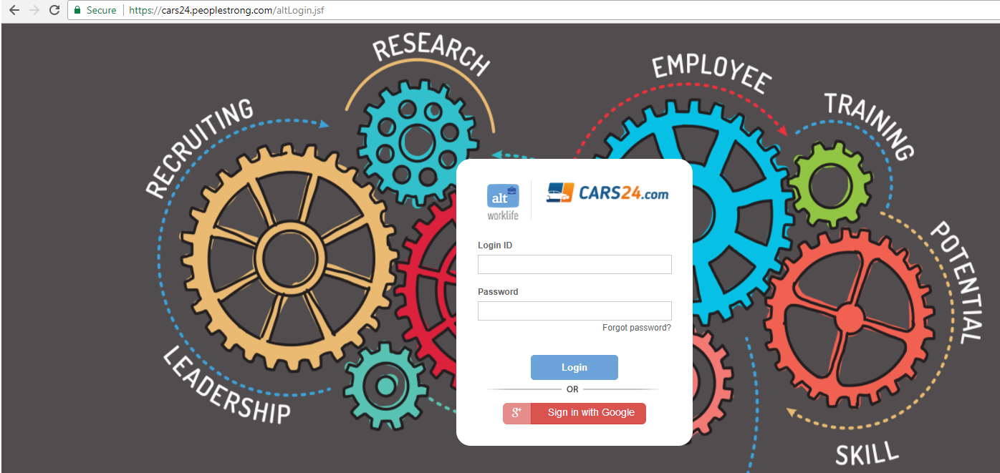 Secure
https://cars24.peoplestrong.com/altLogin.jsf
RESEARCH
EMPLOYEE
TRAINING
RECRUITING
alt
worklife
CARS24.com
POTENTIAL
Login ID
Password
Forgot password?
LEADERSHIP
Login
OR
g+ Sign in with Google
SKILL